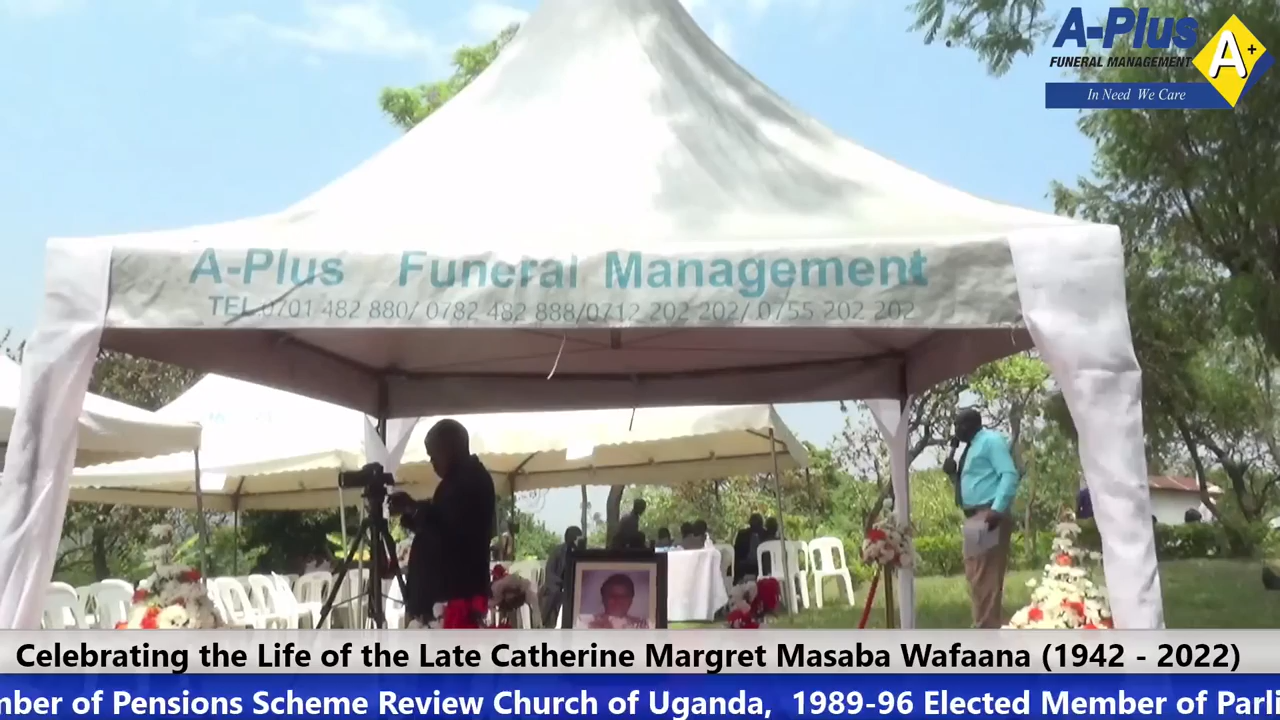 A-Plus
FUNERAL MANAGEMENT
A+
In Need We Care
A-Plus Funeral Management
TEL.0701 482 880/ 0782 482 888/0712 202 202/ 0755 202 202
Celebrating the Life of the Late Catherine Margret Masaba Wafaana (1942 - 2022)
mber of Pensions Scheme Review Church of Uganda, 1989-96 Elected Member of Parli